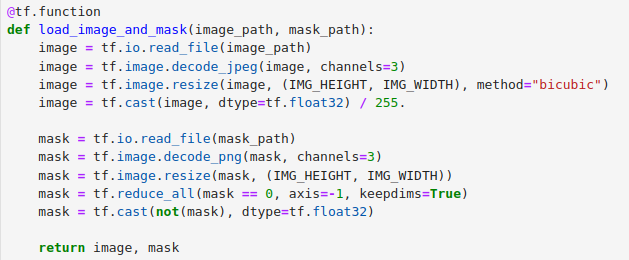 @tf.function
def load_image_and_mask(image_path, mask_path):
    image = tf.io.read_file(image_path)
    image = tf.image.decode_jpeg(image, channels=3)
    image = tf.image.resize(image, (IMG_HEIGHT, IMG_WIDTH), method="bicubic")
    image = tf.cast(image, dtype=tf.float32) / 255.

    mask = tf.io.read_file(mask_path)
    mask = tf.image.decode_png(mask, channels=3)
    mask = tf.image.resize(mask, (IMG_HEIGHT, IMG_WIDTH))
    mask = tf.reduce_all(mask == 0, axis=-1, keepdims=True)
    mask = tf.cast(not(mask), dtype=tf.float32)

    return image, mask